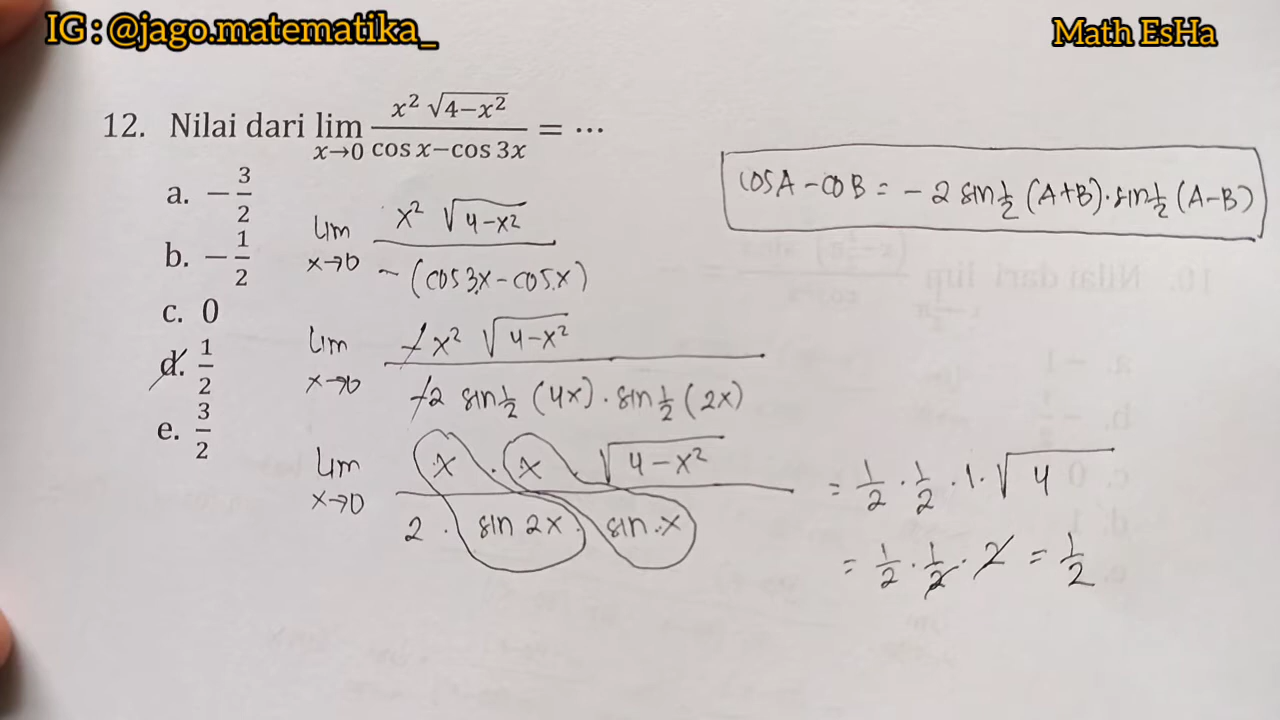 IG : @jago.matematika_
Math EsHa
12. Nilai dari lim x→0 x² √4−x² / cos x−cos 3x = ⋯
a. −3/2
b. −1/2
c. 0
d. 1/2
e. 3/2
cosA − cosB = − 2 sin ½ (A+B) · sin ½ (A−B)
lim x→0 x² √4−x² / −(cos 3x − cos x)
lim x→0 −x² √4−x² / −2 sin ½ (4x) · sin ½ (2x)
lim x→0 x · x · √4−x² / 2 · sin 2x · sin x
= 1/2 · 1/2 · 1 · √4
= 1/2 · 1/2 · 2 = 1/2